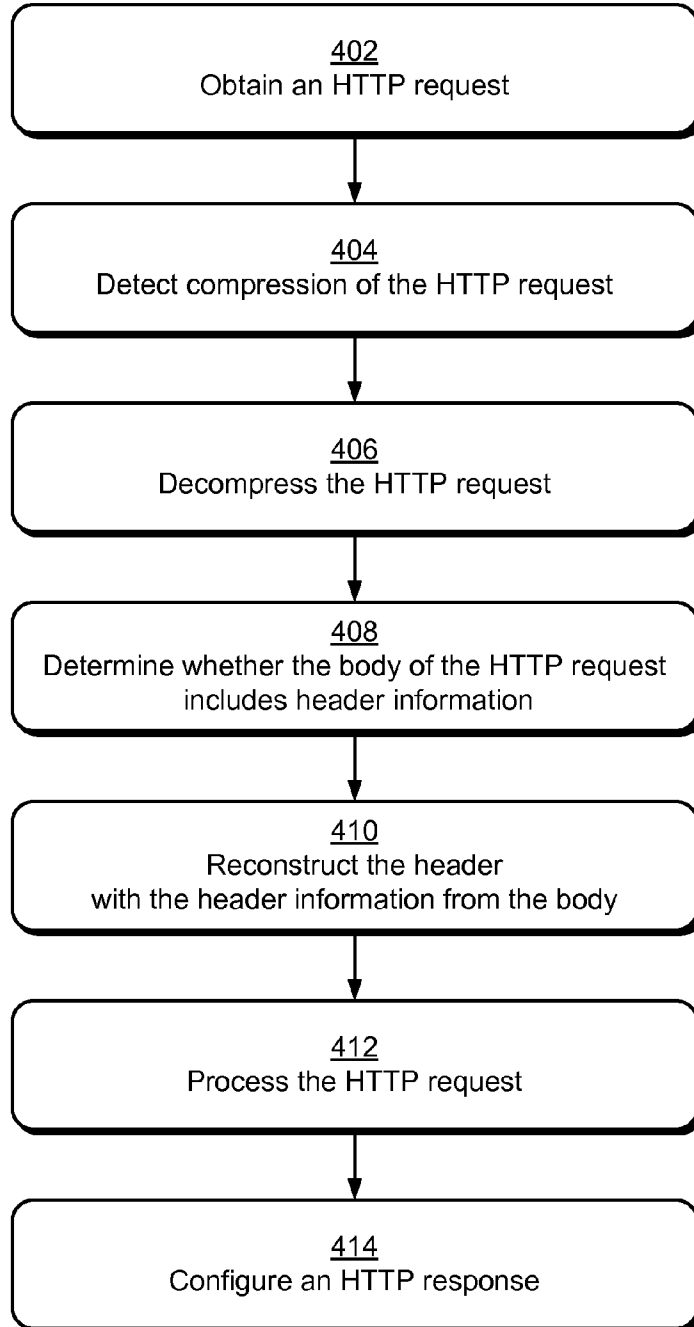 402
Obtain an HTTP request
404
Detect compression of the HTTP request
406
Decompress the HTTP request
408
Determine whether the body of the HTTP request
includes header information
410
Reconstruct the header
with the header information from the body
412
Process the HTTP request
414
Configure an HTTP response